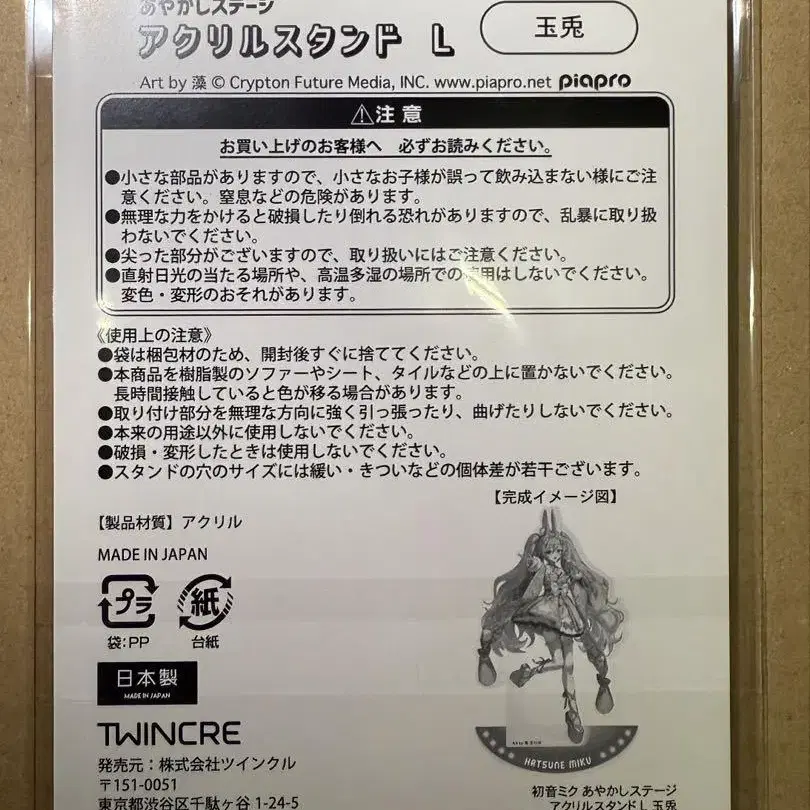 あやかしステージ
アクリルスタンド L
玉兎
Art by 藻 © Crypton Future Media, INC. www.piapro.net piapro
⚠注意
お買い上げのお客様へ 必ずお読みください。
●小さな部品がありますので、小さなお子様が誤って飲み込まない様にご注
意ください。窒息などの危険があります。
●無理な力をかけると破損したり倒れる恐れがありますので、乱暴に取り扱
わないでください。
●尖った部分がございますので、取り扱いにはご注意ください。
●直射日光の当たる場所や、高温多湿の場所での使用はしないでください。
変色・変形のおそれがあります。
《使用上の注意》
●袋は梱包材のため、開封後すぐに捨ててください。
●本商品を樹脂製のソファーやシート、タイルなどの上に置かないでください。
長時間接触していると色が移る場合があります。
●取り付け部分を無理な方向に強く引っ張ったり、曲げたりしないでください。
●本来の用途以外に使用しないでください。
●破損・変形したときは使用しないでください。
●スタンドの穴のサイズには緩い・きついなどの個体差が若干ございます。
【完成イメージ図】
【製品材質】アクリル
MADE IN JAPAN
プラ
紙
袋:PP
台紙
日本製
MADE IN JAPAN
TWINCRE
HATSUNE MIKU
発売元：株式会社ツインクル
〒151-0051
東京都渋谷区千駄ヶ谷 1-24-5
初音ミク あやかしステージ
アクリルスタンド L 玉兎